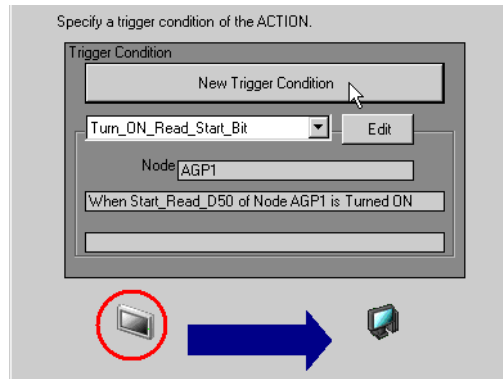 Specify a trigger condition of the ACTION.
Trigger Condition
New Trigger Condition
Turn_ON_Read_Start_Bit
Edit
Node
AGP1
When Start_Read_D50 of Node AGP1 is Turned ON